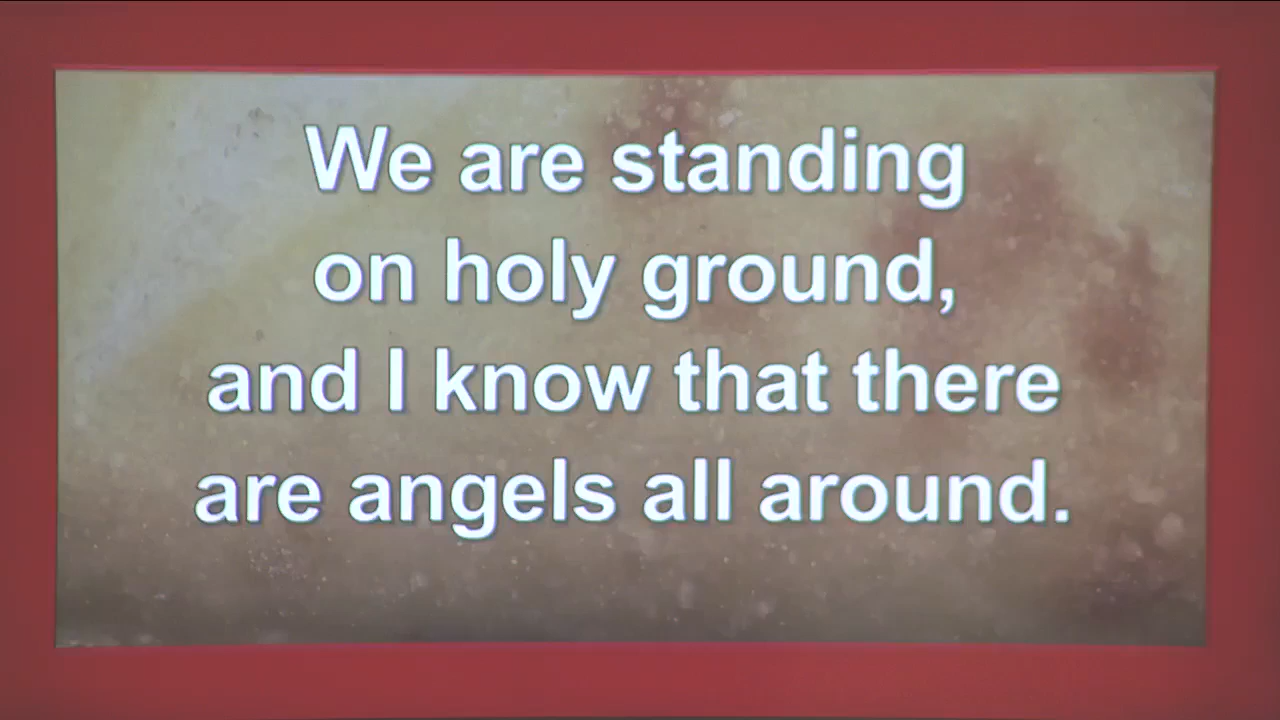 We are standing
on holy ground,
and I know that there
are angels all around.